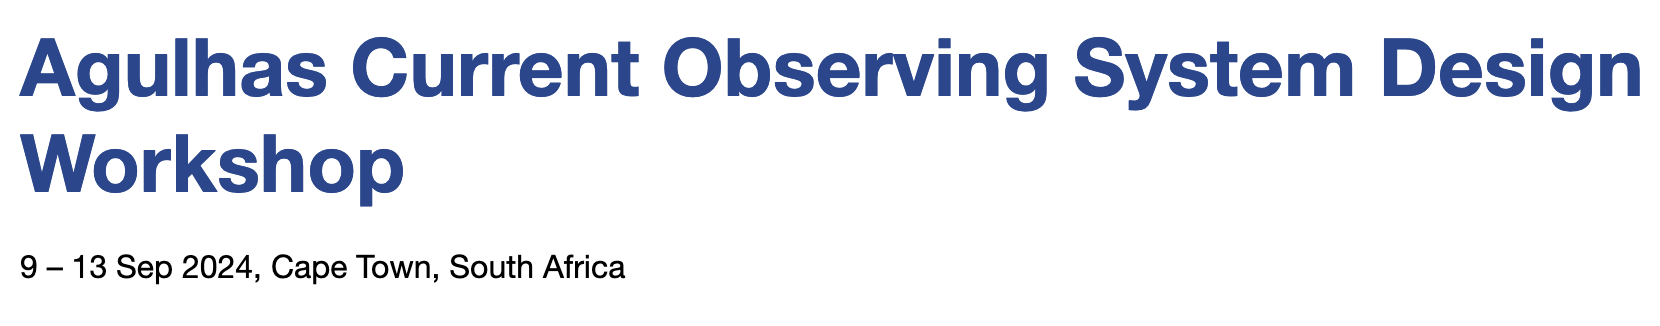 Agulhas Current Observing System Design
Workshop
9 – 13 Sep 2024, Cape Town, South Africa